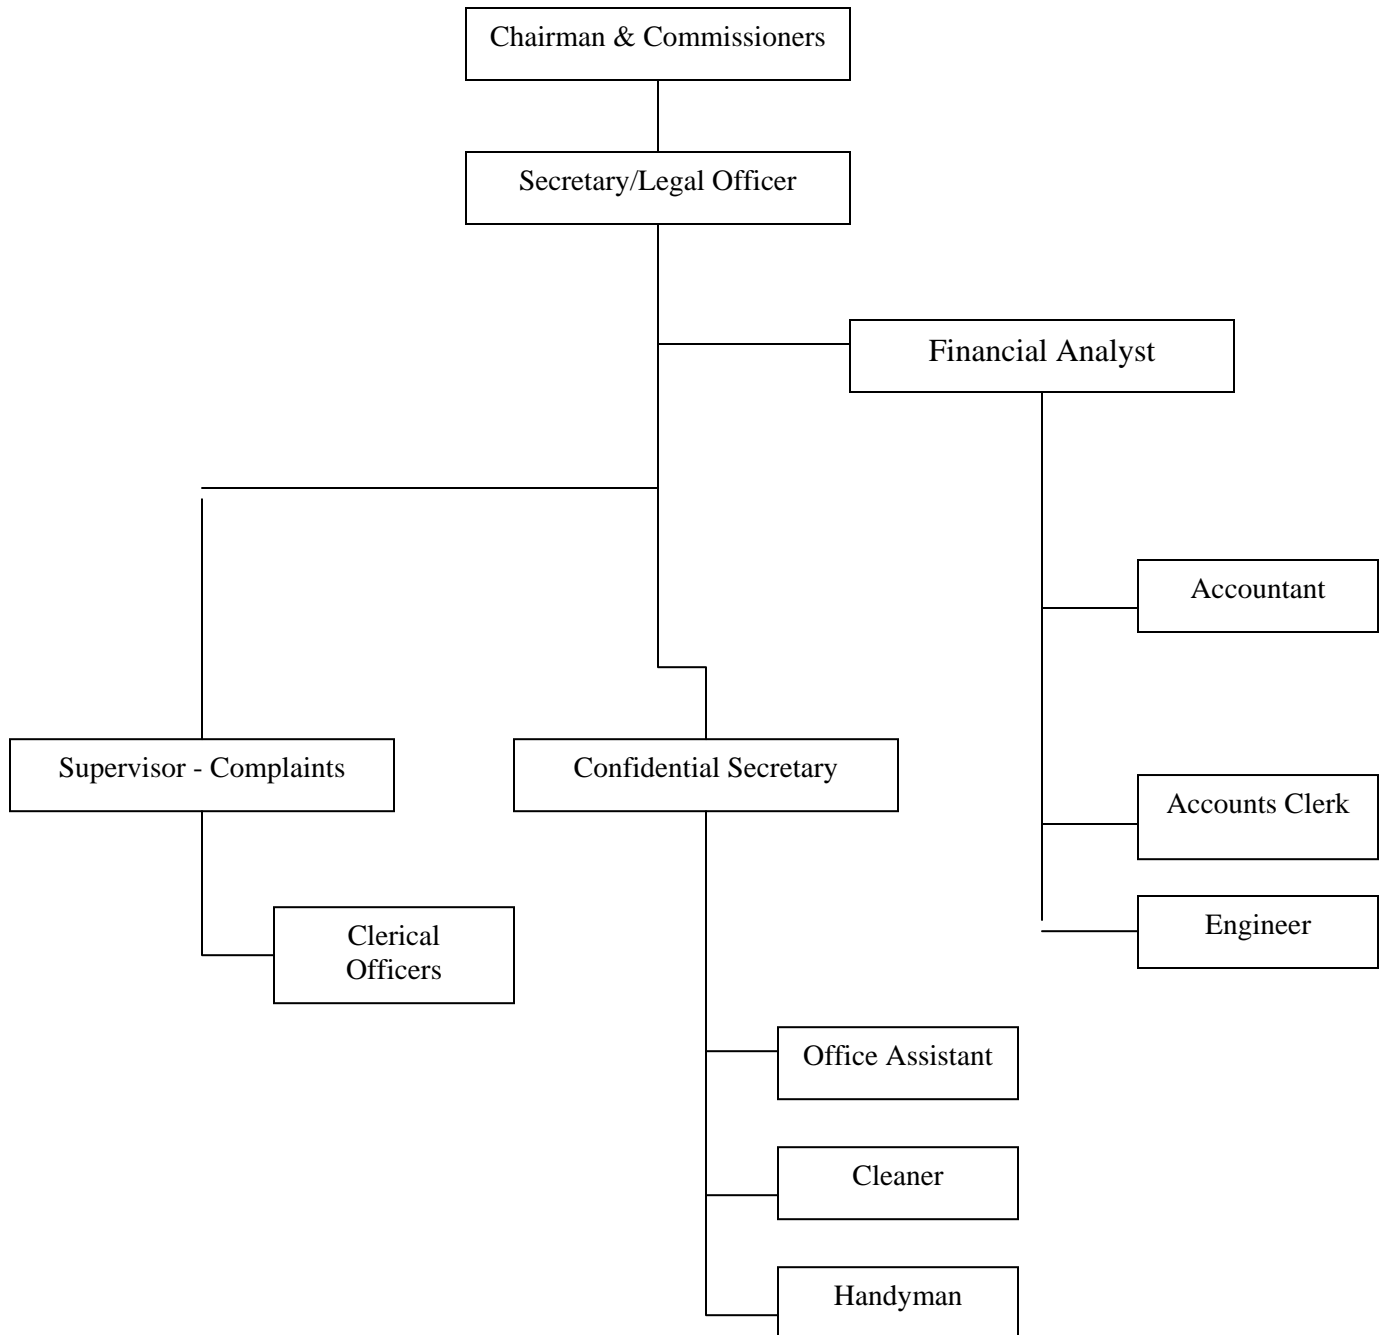 Chairman & Commissioners
Secretary/Legal Officer
Financial Analyst
Accountant
Supervisor - Complaints
Confidential Secretary
Accounts Clerk
Engineer
Clerical
Officers
Office Assistant
Cleaner
Handyman